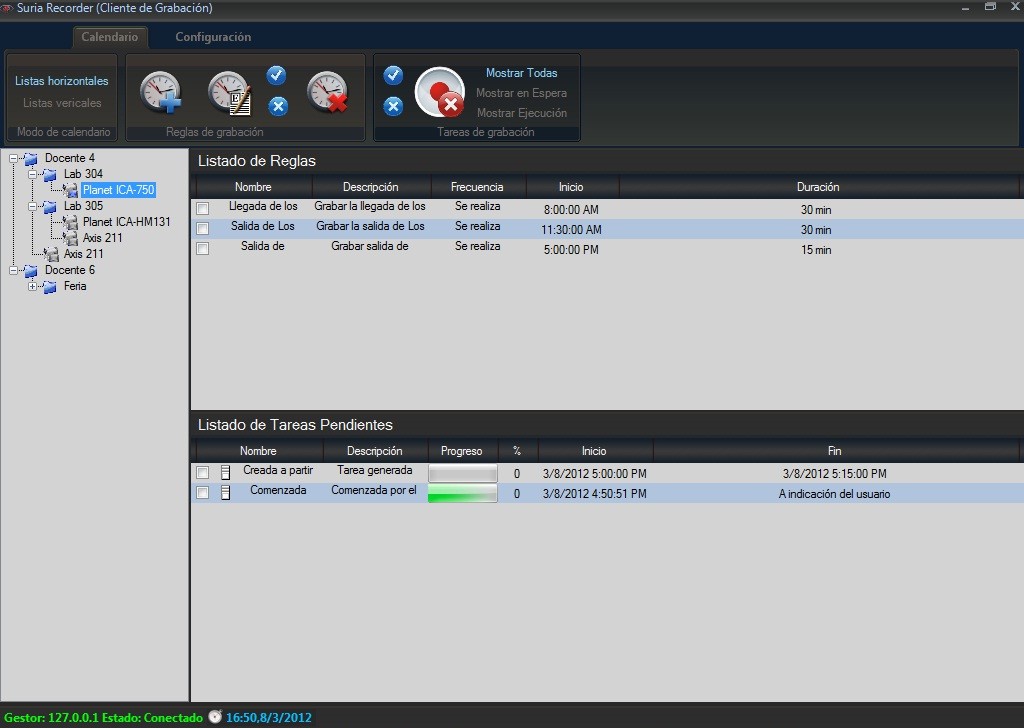 Suria Recorder (Cliente de Grabación)
Calendario Configuración
Listas horizontales
Listas vericales
Modo de calendario
Reglas de grabación
Mostrar Todas
Mostrar en Espera
Mostrar Ejecución
Tareas de grabación
Docente 4
Lab 304
Planet ICA-750
Lab 305
Planet ICA-HM131
Axis 211
Axis 211
Docente 6
Feria
Listado de Reglas
Nombre Descripción Frecuencia Inicio Duración
Llegada de los Grabar la llegada de los Se realiza 8:00:00 AM 30 min
Salida de Los Grabar la salida de Los Se realiza 11:30:00 AM 30 min
Salida de Grabar salida de Se realiza 5:00:00 PM 15 min
Listado de Tareas Pendientes
Nombre Descripción Progreso % Inicio Fin
Creada a partir Tarea generada 0 3/8/2012 5:00:00 PM 3/8/2012 5:15:00 PM
Comenzada Comenzada por el 0 3/8/2012 4:50:51 PM A indicación del usuario
Gestor: 127.0.0.1 Estado: Conectado 16:50,8/3/2012